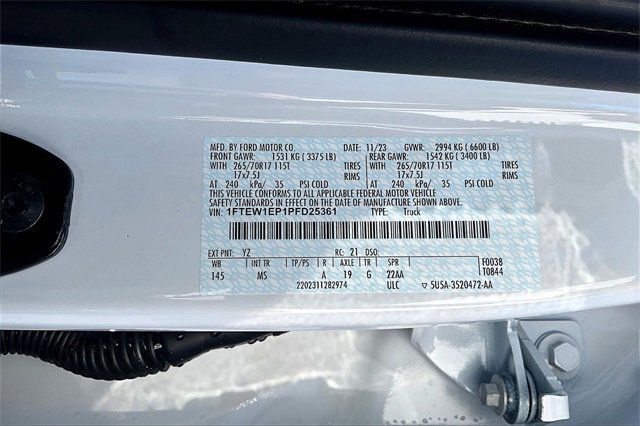 MFD. BY FORD MOTOR CO. DATE: 11/23 GVWR: 2994 KG ( 6600 LB)
FRONT GAWR: 1531 KG ( 3375 LB) REAR GAWR: 1542 KG ( 3400 LB)
WITH 265/70R17 115T TIRES WITH 265/70R17 115T TIRES
17x7.5J RIMS 17x7.5J RIMS
AT 240 kPa/ 35 PSI COLD AT 240 kPa/ 35 PSI COLD
THIS VEHICLE CONFORMS TO ALL APPLICABLE FEDERAL MOTOR VEHICLE
SAFETY STANDARDS IN EFFECT ON THE
DATE OF MANUFACTURE SHOWN ABOVE.
VIN: 1FTEW1EP1PFD25361 TYPE: Truck
EXT PNT: YZ RC: 21 DSO: F0038
WB INT TR TP/PS R AXLE TR SPR T0844
145 MS A 19 G 22AA
2202311282974 ULC ▽ 5U5A-3520472-AA